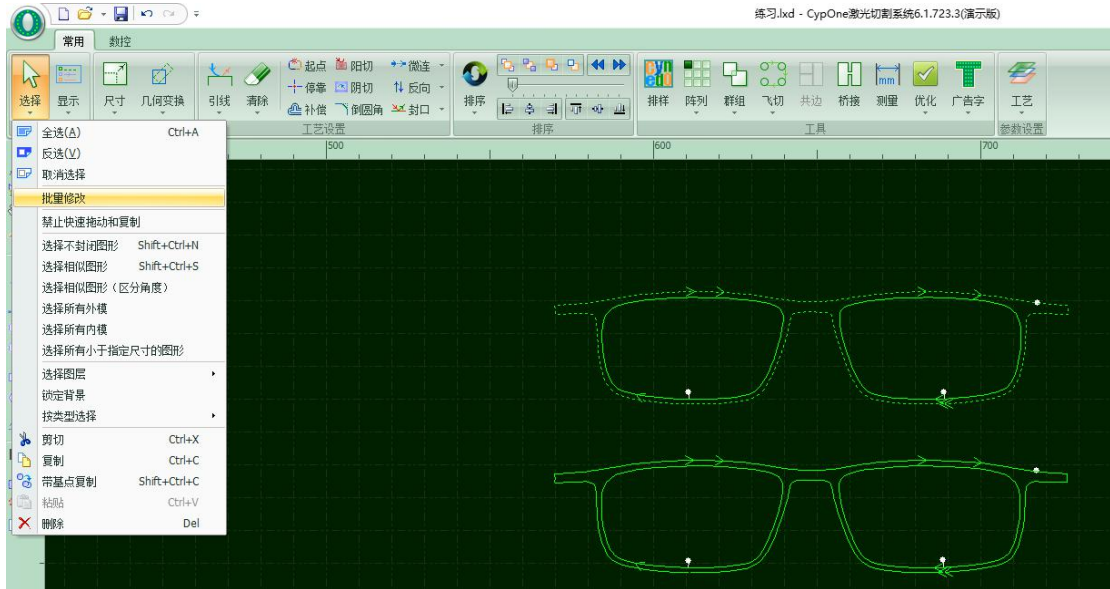 练习.lxd - CypOne激光切割系统6.1.723.3(演示版)
常用 数控
起点 阳切 微连
停靠 阴切 反向
补偿 倒圆角 封口
选择 显示 尺寸 几何变换 引线 清除 排序 排样 阵列 群组 飞切 共边 桥接 测量 优化 广告字 工艺
工艺设置 排序 工具 参数设置
全选(A) Ctrl+A
反选(V)
取消选择
批量修改
禁止快速拖动和复制
选择不封闭图形 Shift+Ctrl+N
选择相似图形 Shift+Ctrl+S
选择相似图形(区分角度)
选择所有外模
选择所有内模
选择所有小于指定尺寸的图形
选择图层
锁定背景
按类型选择
剪切 Ctrl+X
复制 Ctrl+C
带基点复制 Shift+Ctrl+C
粘贴 Ctrl+V
删除 Del
500 600 700